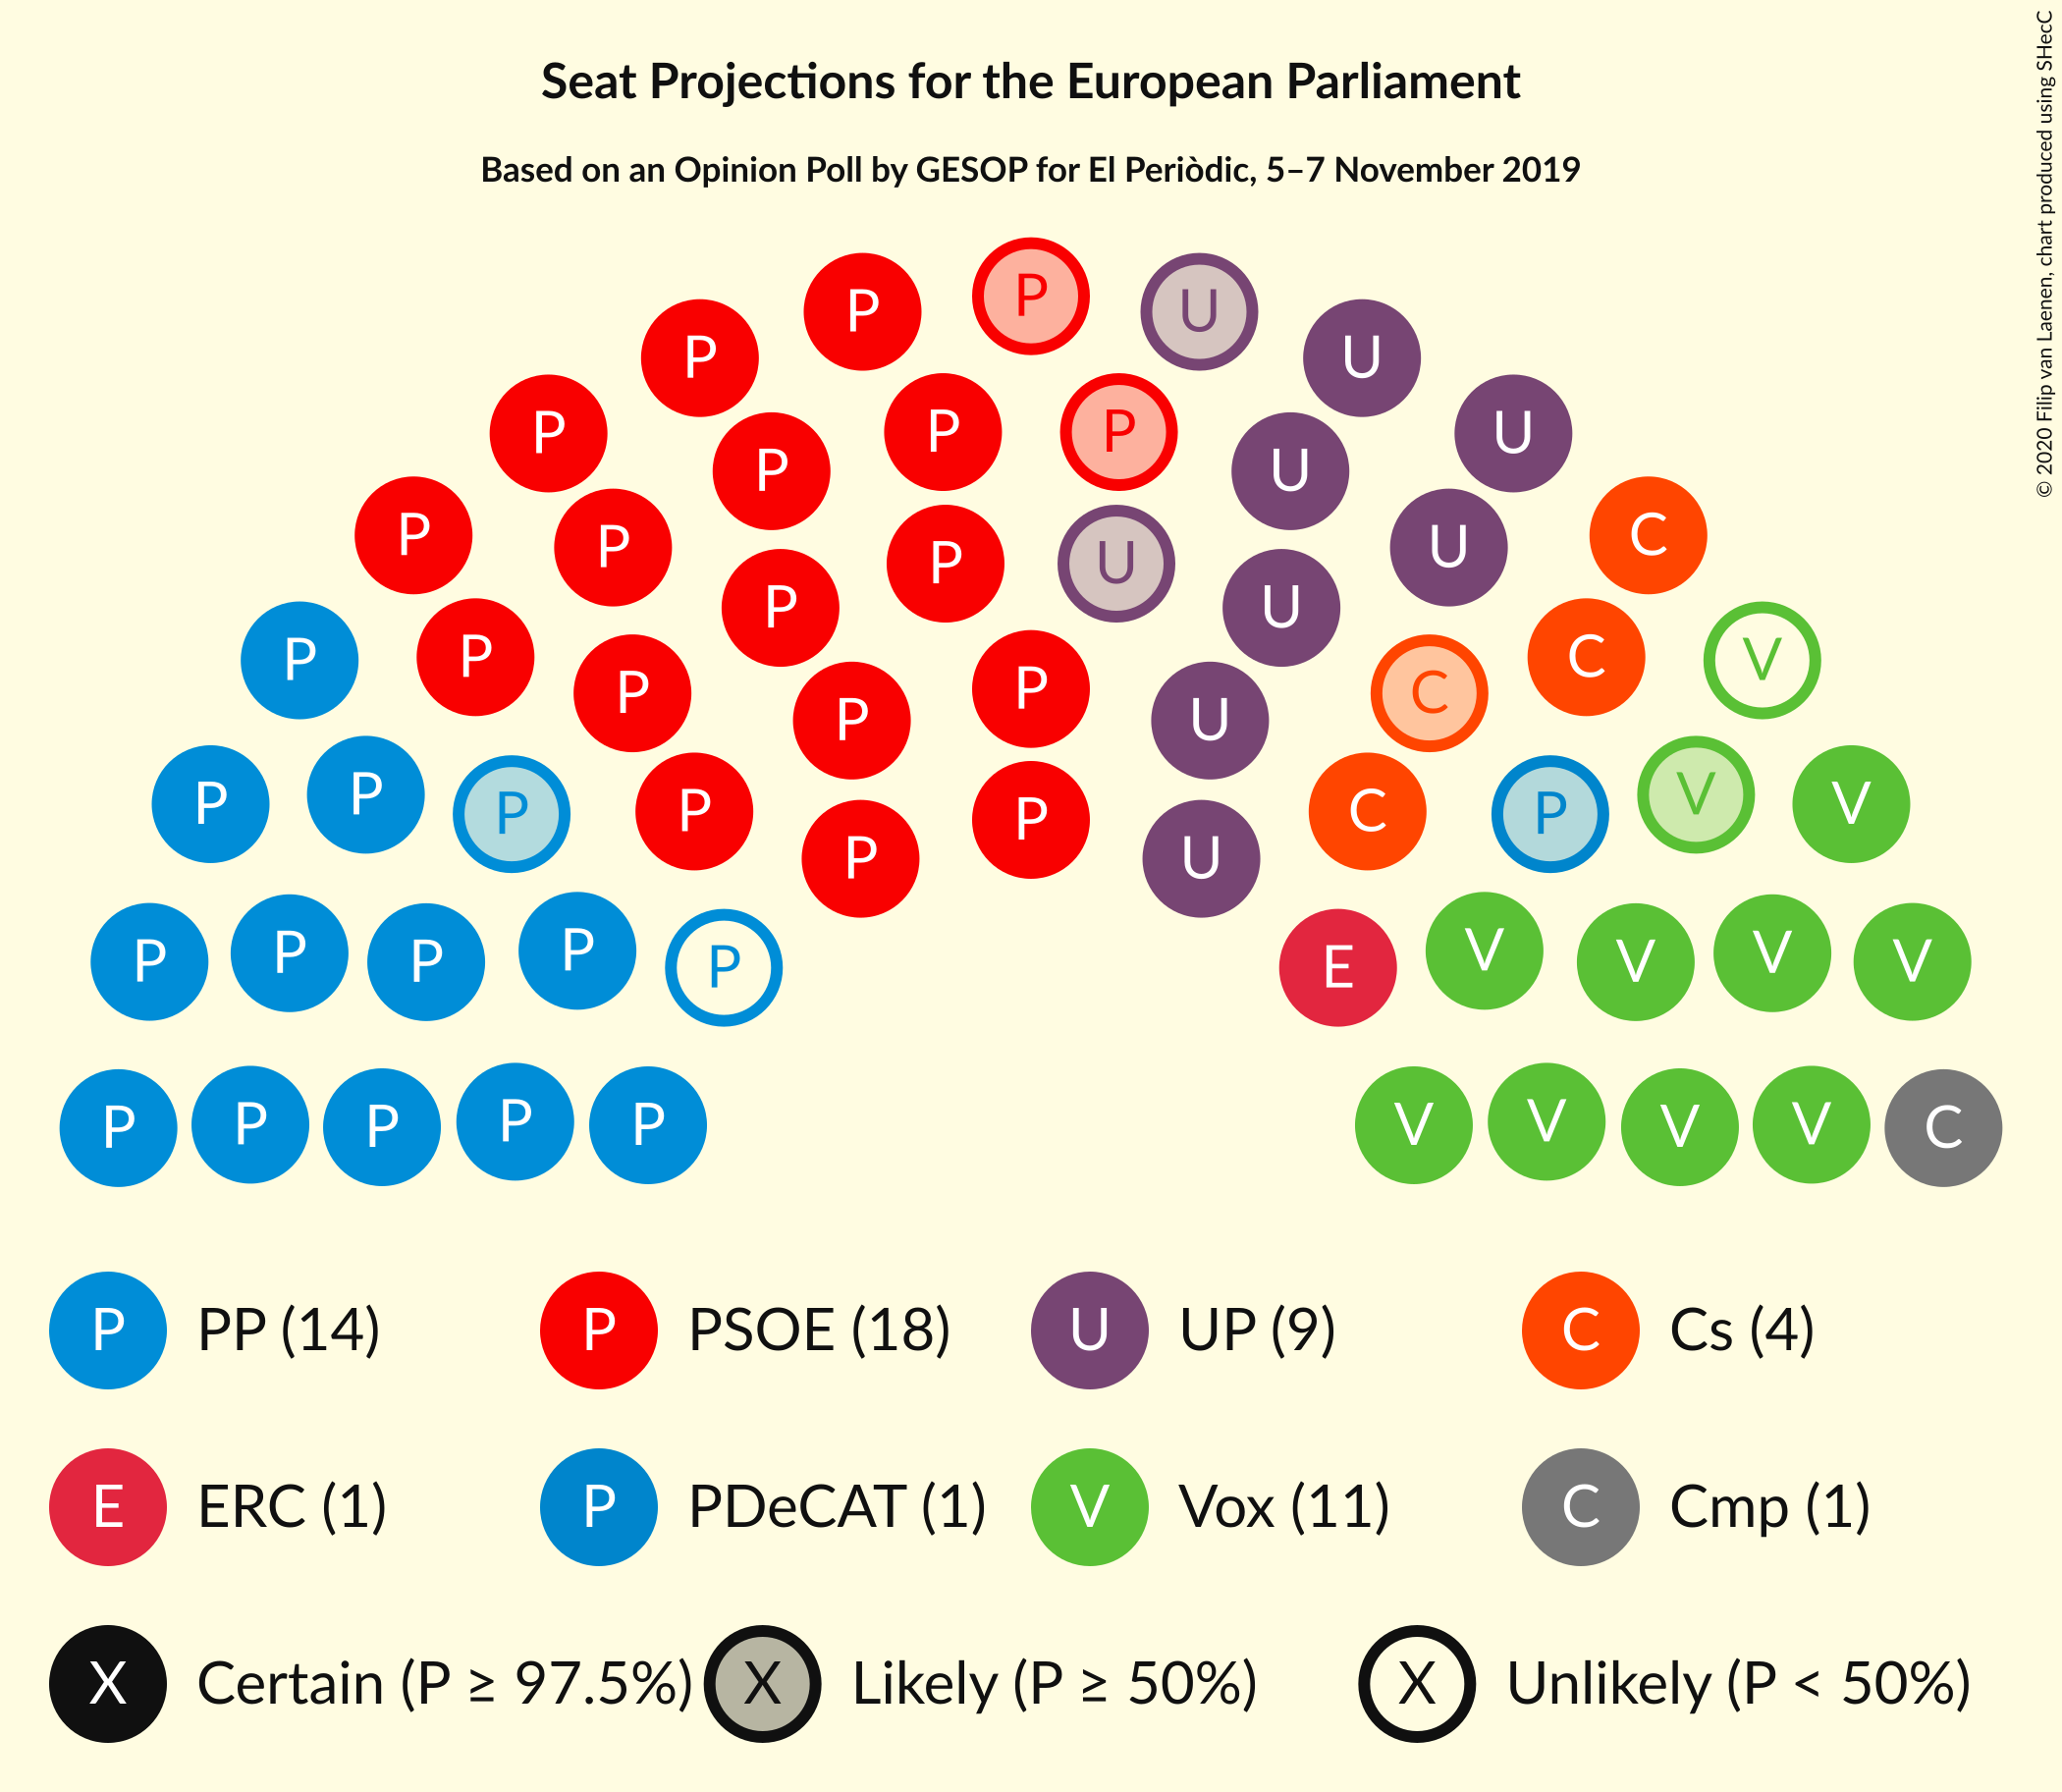 Seat Projections for the European Parliament
Based on an Opinion Poll by GESOP for El Periòdic, 5–7 November 2019
© 2020 Filip van Laenen, chart produced using SHecC
P
P U
P U
P U
P P
P U
P U
P C
P U
P U
P U
P V
P C
P C
P P
P U
P V
P P V
P V
P C
P P
P U
P V V
P P V V
P E
P P P P P V V V V C
P PP (14) P PSOE (18) U UP (9) C Cs (4)
E ERC (1) P PDeCAT (1) V Vox (11) C Cmp (1)
X Certain (P ≥ 97.5%) X Likely (P ≥ 50%) X Unlikely (P < 50%)